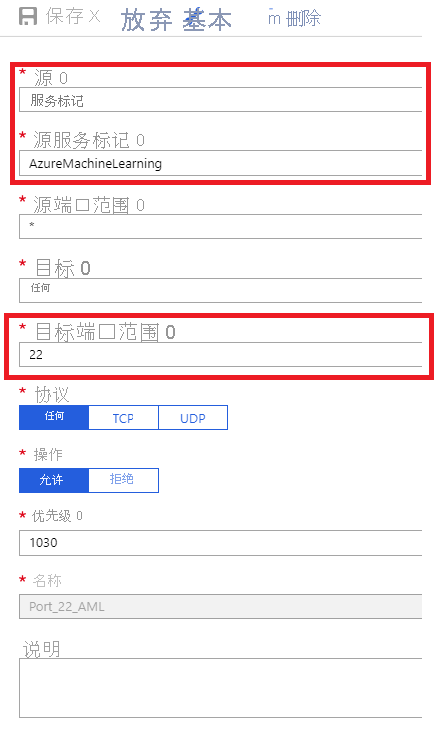 保存 X 放弃 基本 m 删除
* 源 0
服务标记
* 源服务标记 0
AzureMachineLearning
* 源端口范围 0
*
* 目标 0
任何
* 目标端口范围 0
22
* 协议
任何 TCP UDP
* 操作
允许 拒绝
* 优先级 0
1030
* 名称
Port_22_AML
说明